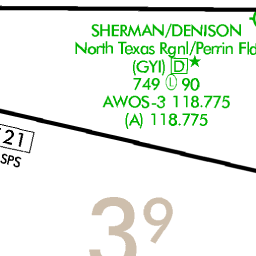 SHERMAN/DENISON
North Texas Rgnl/Perrin Fld
(GYI) D★
749 Ⓛ 90
AWOS-3 118.775
(A) 118.775
21
SPS
39